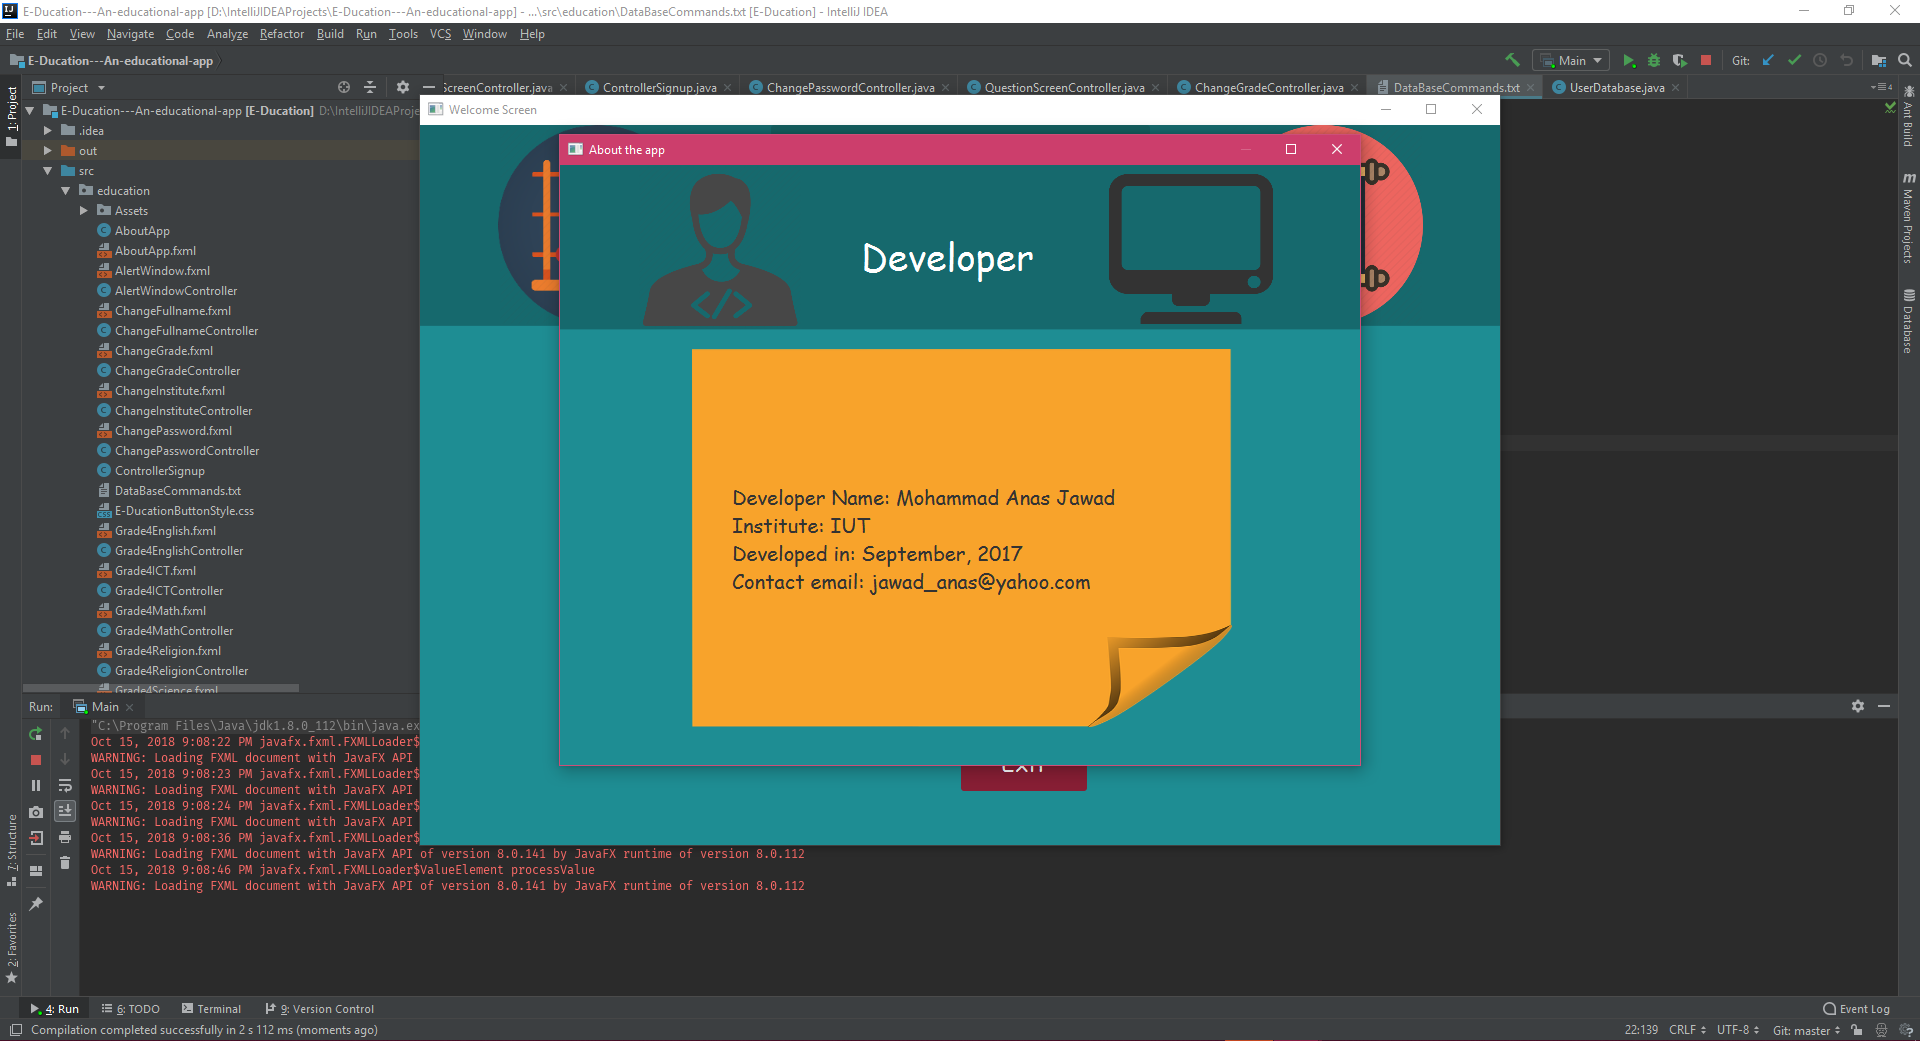 E-Ducation---An-educational-app [D:\IntelliJIDEAProjects\E-Ducation---An-educational-app] - ...\src\education\DataBaseCommands.txt [E-Ducation] - IntelliJ IDEA
File Edit View Navigate Code Analyze Refactor Build Run Tools VCS Window Help
E-Ducation---An-educational-app
Main
Git:
Project
ScreenController.java
ControllerSignup.java
ChangePasswordController.java
QuestionScreenController.java
ChangeGradeController.java
DataBaseCommands.txt
UserDatabase.java
1: Project
E-Ducation---An-educational-app [E-Ducation] D:\IntelliJIDEAProje
.idea
out
src
education
Assets
AboutApp
AboutApp.fxml
AlertWindow.fxml
AlertWindowController
ChangeFullname.fxml
ChangeFullnameController
ChangeGrade.fxml
ChangeGradeController
ChangeInstitute.fxml
ChangeInstituteController
ChangePassword.fxml
ChangePasswordController
ControllerSignup
DataBaseCommands.txt
E-DucationButtonStyle.css
Grade4English.fxml
Grade4EnglishController
Grade4ICT.fxml
Grade4ICTController
Grade4Math.fxml
Grade4MathController
Grade4Religion.fxml
Grade4ReligionController
Grade4Science.fxml
Welcome Screen
About the app
Developer
Developer Name: Mohammad Anas Jawad
Institute: IUT
Developed in: September, 2017
Contact email: jawad_anas@yahoo.com
Exit
Ant Build
Maven Projects
Database
Run: Main
"C:\Program Files\Java\jdk1.8.0_112\bin\java.ex
Oct 15, 2018 9:08:22 PM javafx.fxml.FXMLLoader$
WARNING: Loading FXML document with JavaFX API
Oct 15, 2018 9:08:23 PM javafx.fxml.FXMLLoader$
WARNING: Loading FXML document with JavaFX API
Oct 15, 2018 9:08:24 PM javafx.fxml.FXMLLoader$
WARNING: Loading FXML document with JavaFX API
Oct 15, 2018 9:08:36 PM javafx.fxml.FXMLLoader$
WARNING: Loading FXML document with JavaFX API of version 8.0.141 by JavaFX runtime of version 8.0.112
Oct 15, 2018 9:08:46 PM javafx.fxml.FXMLLoader$ValueElement processValue
WARNING: Loading FXML document with JavaFX API of version 8.0.141 by JavaFX runtime of version 8.0.112
7: Structure
2: Favorites
4: Run 6: TODO Terminal 9: Version Control
Event Log
Compilation completed successfully in 2 s 112 ms (moments ago)
22:139 CRLF UTF-8 Git: master